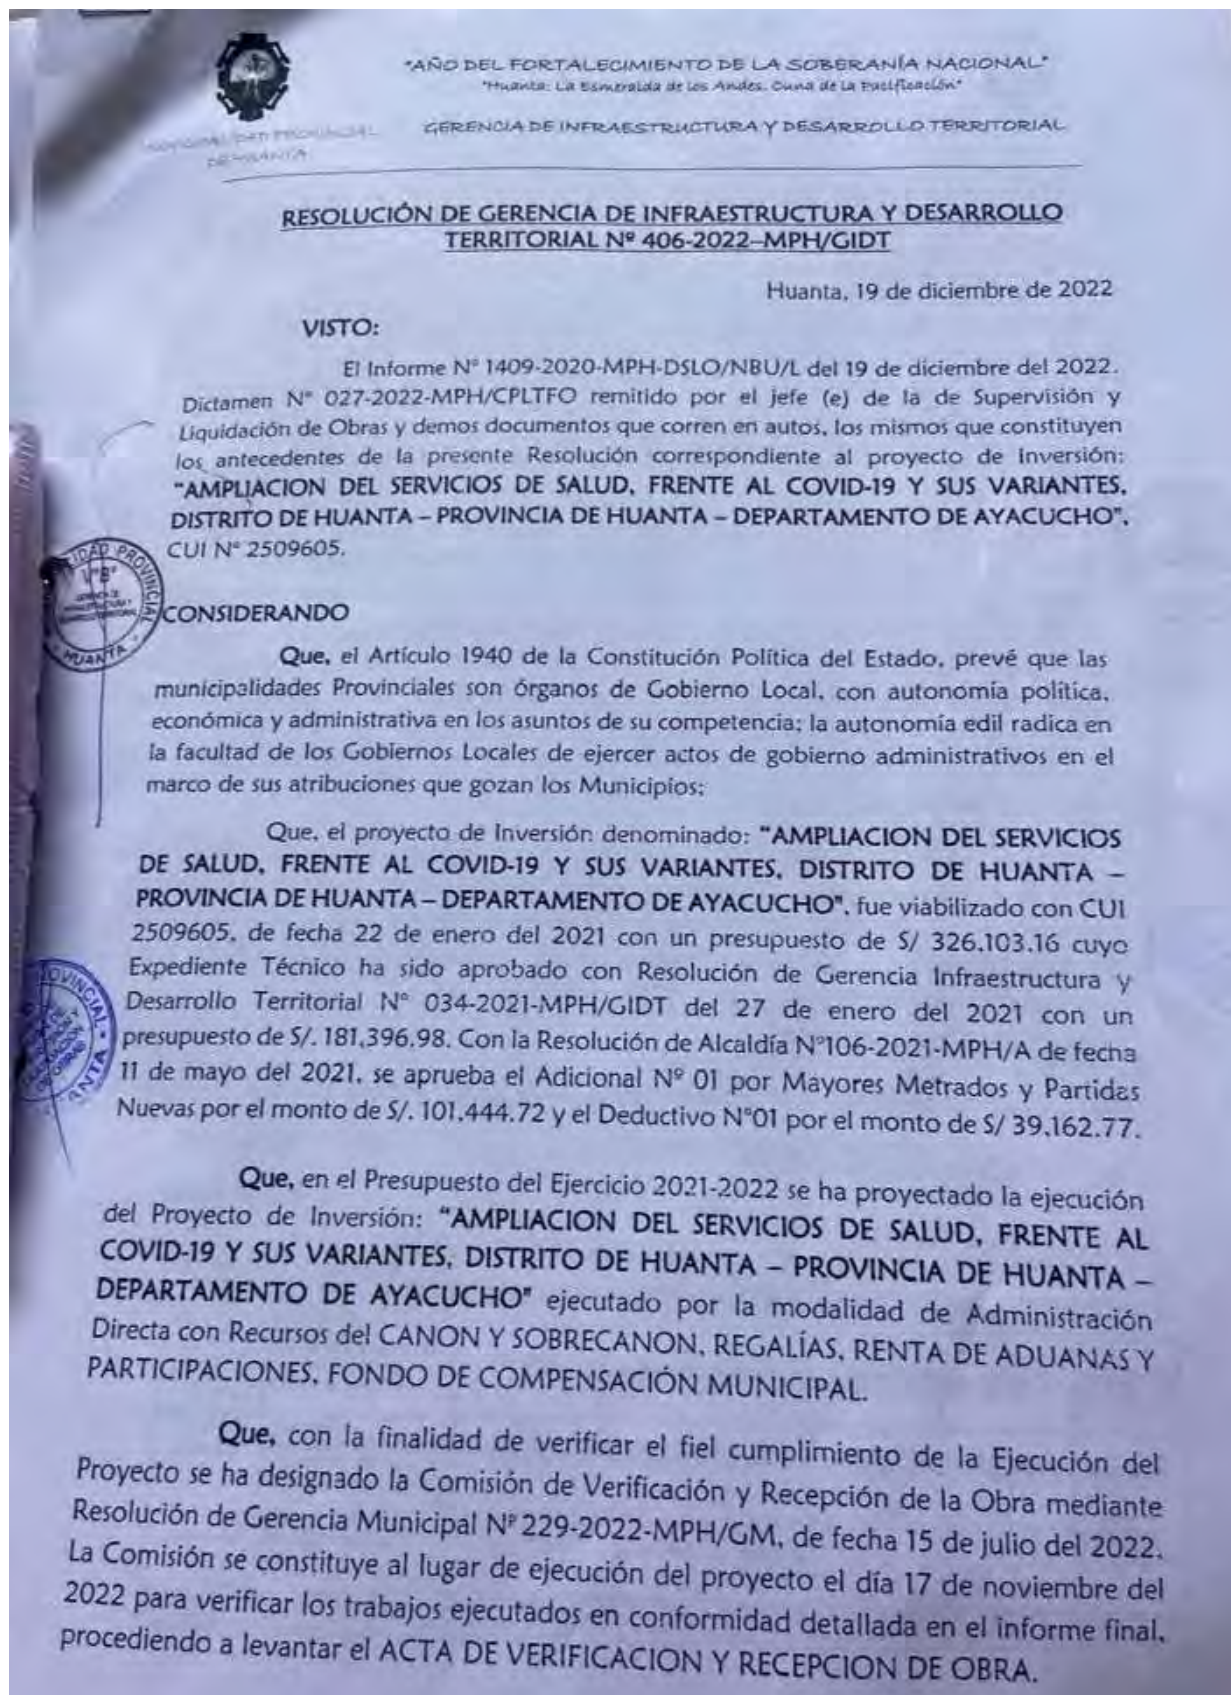 "AÑO DEL FORTALECIMIENTO DE LA SOBERANÍA NACIONAL"
"Huanta: La Esmeralda de los Andes, Cuna de la Pacificación"
MUNICIPALIDAD PROVINCIAL
DE HUANTA
GERENCIA DE INFRAESTRUCTURA Y DESARROLLO TERRITORIAL
RESOLUCIÓN DE GERENCIA DE INFRAESTRUCTURA Y DESARROLLO
TERRITORIAL Nº 406-2022–MPH/GIDT
Huanta, 19 de diciembre de 2022
VISTO:
El Informe N° 1409-2020-MPH-DSLO/NBU/L del 19 de diciembre del 2022.
Dictamen N° 027-2022-MPH/CPLTFO remitido por el jefe (e) de la de Supervisión y
Liquidación de Obras y demos documentos que corren en autos, los mismos que constituyen
los antecedentes de la presente Resolución correspondiente al proyecto de Inversión:
"AMPLIACION DEL SERVICIOS DE SALUD, FRENTE AL COVID-19 Y SUS VARIANTES,
DISTRITO DE HUANTA – PROVINCIA DE HUANTA – DEPARTAMENTO DE AYACUCHO",
CUI N° 2509605.
CONSIDERANDO
Que, el Artículo 1940 de la Constitución Política del Estado, prevé que las
municipalidades Provinciales son órganos de Gobierno Local, con autonomía política,
económica y administrativa en los asuntos de su competencia; la autonomía edil radica en
la facultad de los Gobiernos Locales de ejercer actos de gobierno administrativos en el
marco de sus atribuciones que gozan los Municipios;
Que, el proyecto de Inversión denominado: "AMPLIACION DEL SERVICIOS
DE SALUD, FRENTE AL COVID-19 Y SUS VARIANTES, DISTRITO DE HUANTA –
PROVINCIA DE HUANTA – DEPARTAMENTO DE AYACUCHO", fue viabilizado con CUI
2509605, de fecha 22 de enero del 2021 con un presupuesto de S/ 326,103.16 cuyo
Expediente Técnico ha sido aprobado con Resolución de Gerencia Infraestructura y
Desarrollo Territorial N° 034-2021-MPH/GIDT del 27 de enero del 2021 con un
presupuesto de S/. 181,396.98. Con la Resolución de Alcaldía N°106-2021-MPH/A de fecha
11 de mayo del 2021, se aprueba el Adicional Nº 01 por Mayores Metrados y Partidas
Nuevas por el monto de S/. 101,444.72 y el Deductivo N°01 por el monto de S/ 39,162.77.
Que, en el Presupuesto del Ejercicio 2021-2022 se ha proyectado la ejecución
del Proyecto de Inversión: "AMPLIACION DEL SERVICIOS DE SALUD, FRENTE AL
COVID-19 Y SUS VARIANTES, DISTRITO DE HUANTA – PROVINCIA DE HUANTA –
DEPARTAMENTO DE AYACUCHO" ejecutado por la modalidad de Administración
Directa con Recursos del CANON Y SOBRECANON, REGALÍAS, RENTA DE ADUANAS Y
PARTICIPACIONES, FONDO DE COMPENSACIÓN MUNICIPAL.
Que, con la finalidad de verificar el fiel cumplimiento de la Ejecución del
Proyecto se ha designado la Comisión de Verificación y Recepción de la Obra mediante
Resolución de Gerencia Municipal Nº 229-2022-MPH/GM, de fecha 15 de julio del 2022.
La Comisión se constituye al lugar de ejecución del proyecto el día 17 de noviembre del
2022 para verificar los trabajos ejecutados en conformidad detallada en el informe final,
procediendo a levantar el ACTA DE VERIFICACION Y RECEPCION DE OBRA.